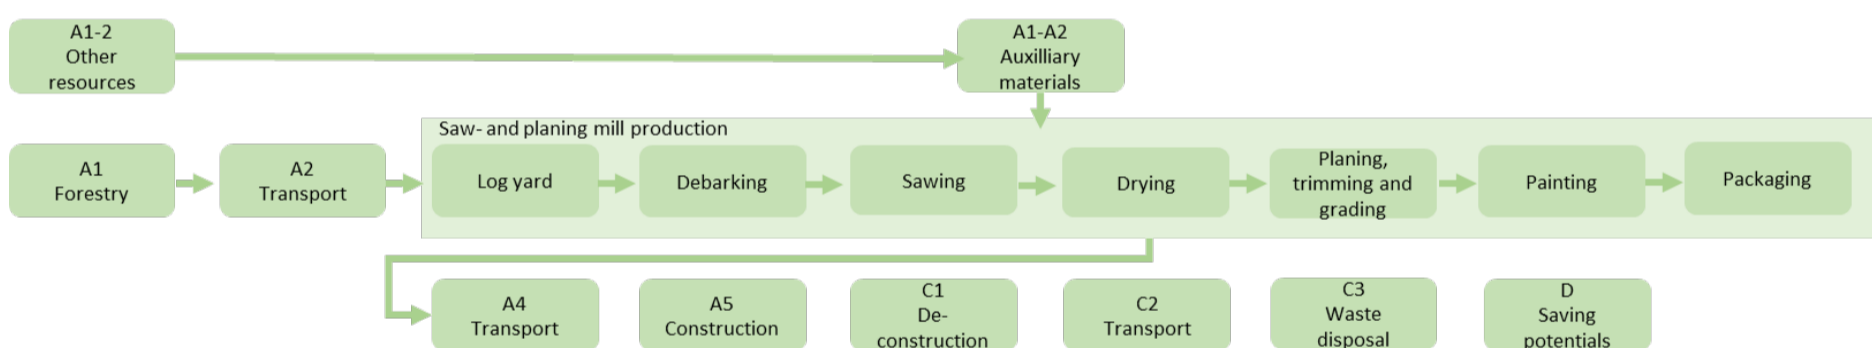 A1-2
Other
resources
A1-A2
Auxilliary
materials
Saw- and planing mill production
A1
Forestry
A2
Transport
Log yard
Debarking
Sawing
Drying
Planing,
trimming and
grading
Painting
Packaging
A4
Transport
A5
Construction
C1
De-
construction
C2
Transport
C3
Waste
disposal
D
Saving
potentials